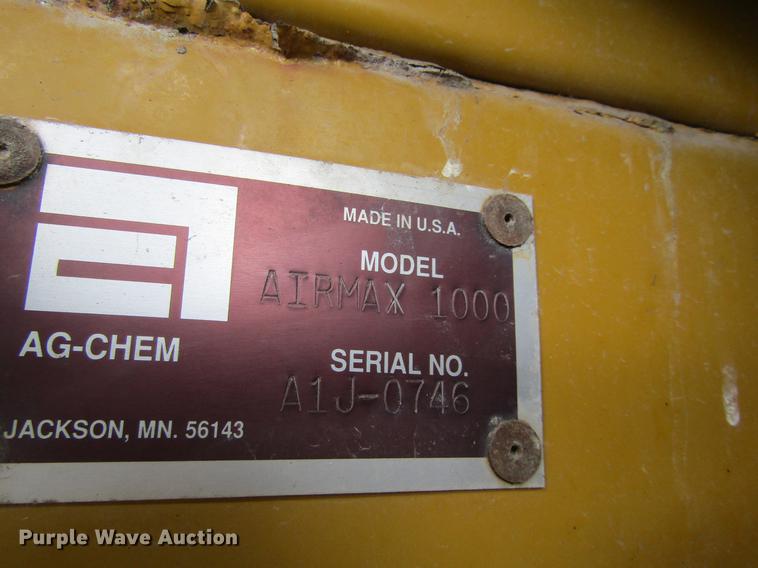 MADE IN U.S.A.
MODEL
AIRMAX 1000
AG-CHEM
SERIAL NO.
A1J-0746
JACKSON, MN. 56143
Purple Wave Auction